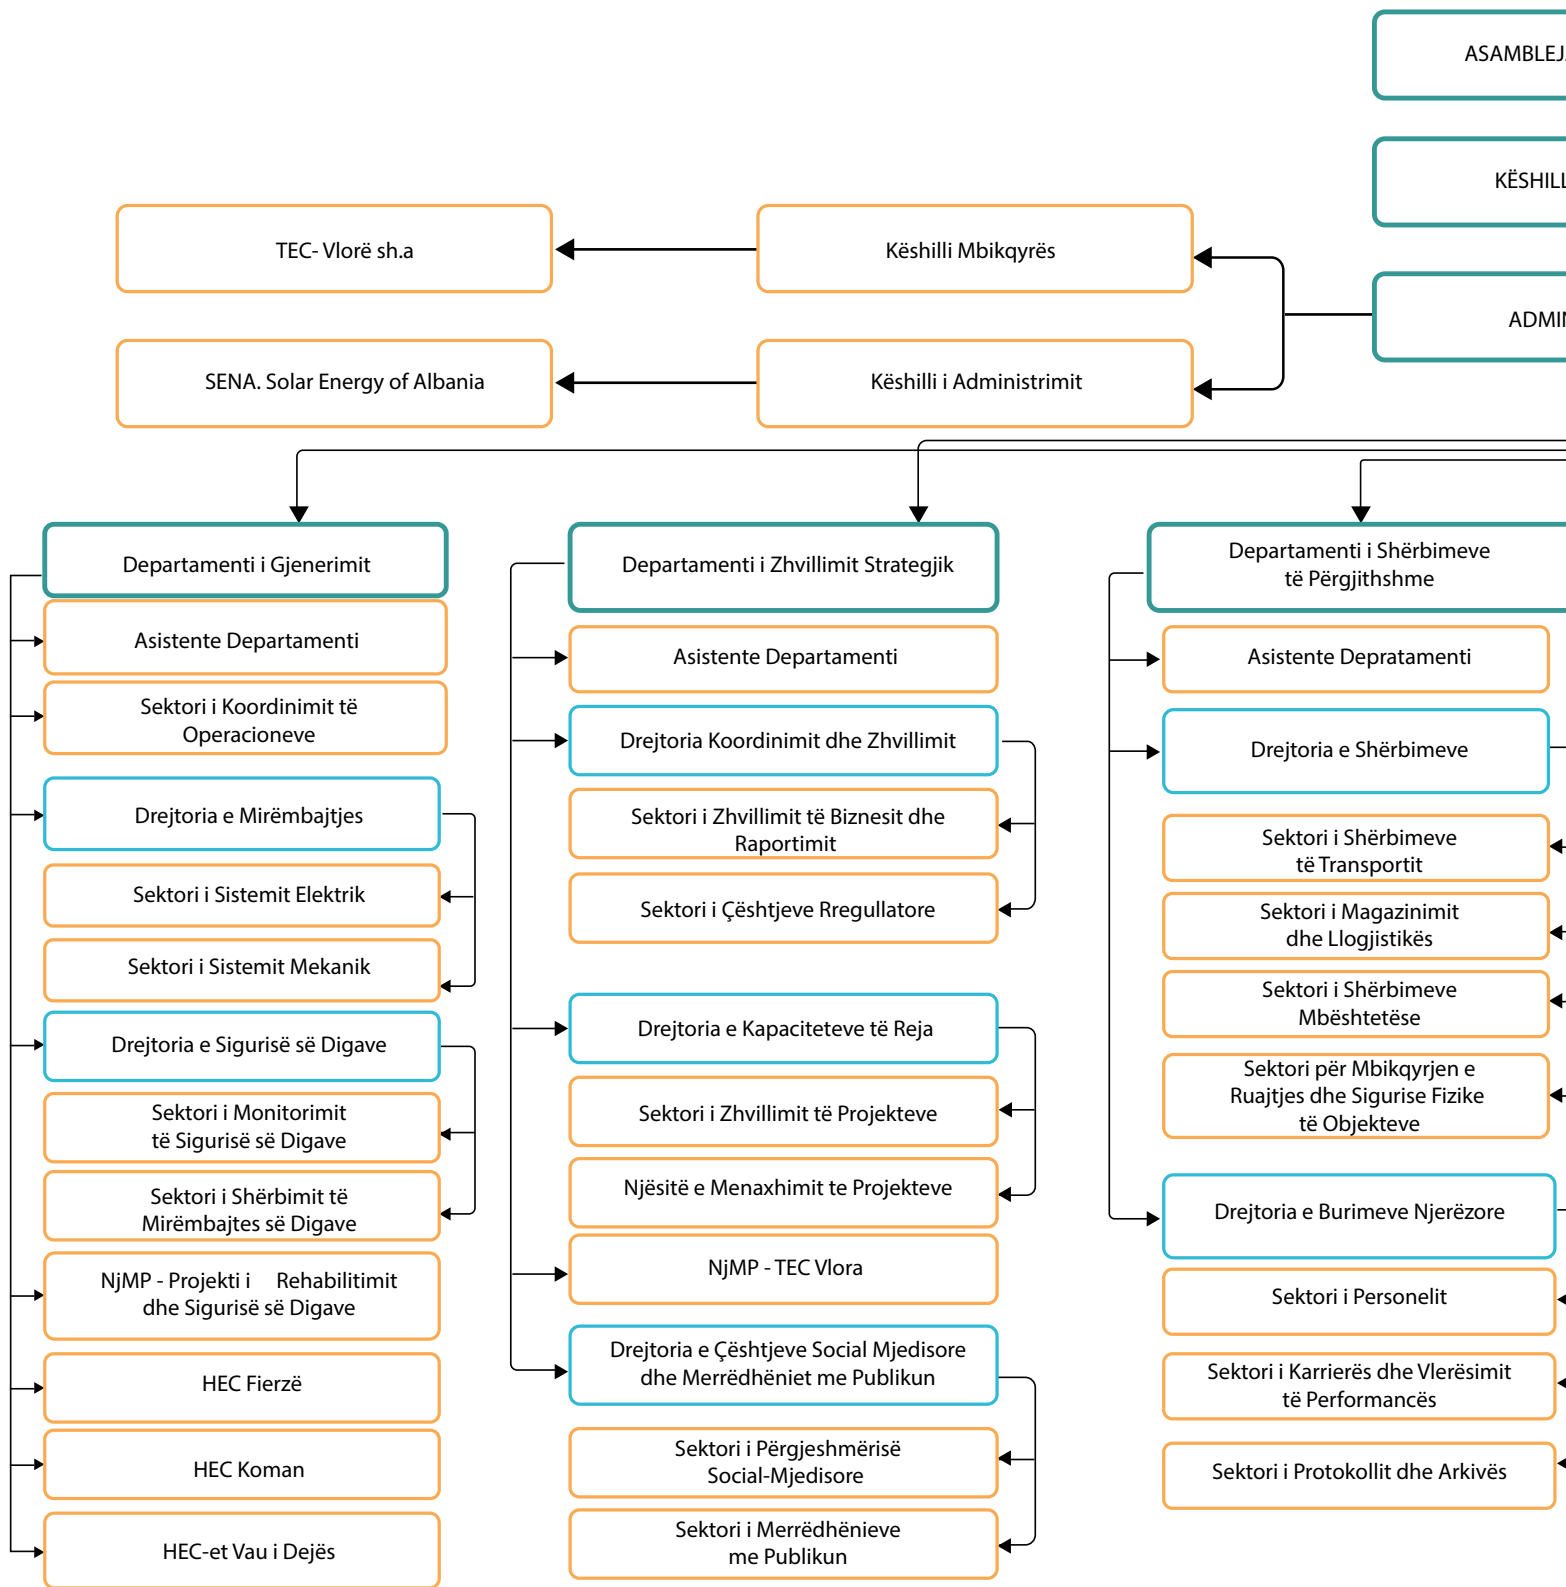 ASAMBLEJ
KËSHILL
ADMIN
TEC- Vlorë sh.a
Këshilli Mbikqyrës
SENA. Solar Energy of Albania
Këshilli i Administrimit
Departamenti i Gjenerimit
Asistente Departamenti
Sektori i Koordinimit të
Operacioneve
Drejtoria e Mirëmbajtjes
Sektori i Sistemit Elektrik
Sektori i Sistemit Mekanik
Drejtoria e Sigurisë së Digave
Sektori i Monitorimit
të Sigurisë së Digave
Sektori i Shërbimit të
Mirëmbajtes së Digave
NjMP - Projekti i Rehabilitimit
dhe Sigurisë së Digave
HEC Fierzë
HEC Koman
HEC-et Vau i Dejës
Departamenti i Zhvillimit Strategjik
Asistente Departamenti
Drejtoria Koordinimit dhe Zhvillimit
Sektori i Zhvillimit të Biznesit dhe
Raportimit
Sektori i Çështjeve Rregullatore
Drejtoria e Kapaciteteve të Reja
Sektori i Zhvillimit të Projekteve
Njësitë e Menaxhimit te Projekteve
NjMP - TEC Vlora
Drejtoria e Çështjeve Social Mjedisore
dhe Merrëdhëniet me Publikun
Sektori i Përgjeshmërisë
Social-Mjedisore
Sektori i Merrëdhënieve
me Publikun
Departamenti i Shërbimeve
të Përgjithshme
Asistente Depratamenti
Drejtoria e Shërbimeve
Sektori i Shërbimeve
të Transportit
Sektori i Magazinimit
dhe Llogjistikës
Sektori i Shërbimeve
Mbështetëse
Sektori për Mbikqyrjen e
Ruajtjes dhe Sigurise Fizike
të Objekteve
Drejtoria e Burimeve Njerëzore
Sektori i Personelit
Sektori i Karrierës dhe Vlerësimit
të Performancës
Sektori i Protokollit dhe Arkivës